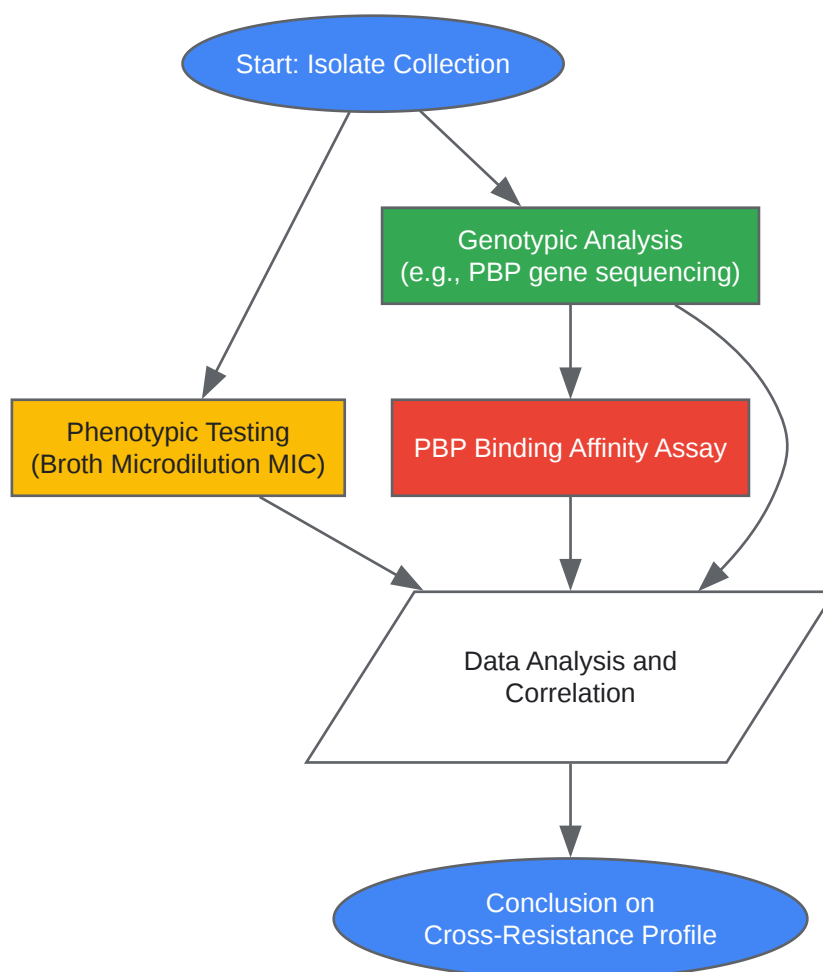 Start: Isolate Collection
Genotypic Analysis
(e.g., PBP gene sequencing)
Phenotypic Testing
(Broth Microdilution MIC)
PBP Binding Affinity Assay
Data Analysis and
Correlation
Conclusion on
Cross-Resistance Profile